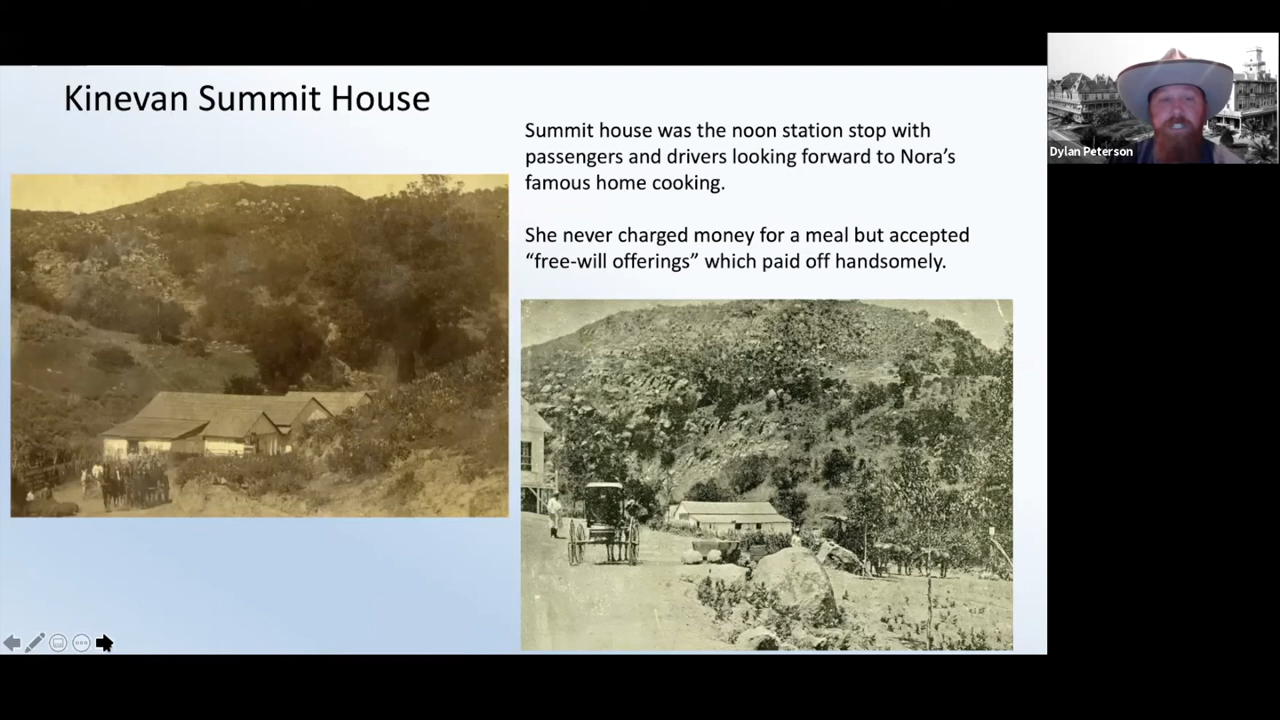 Kinevan Summit House
Summit house was the noon station stop with
passengers and drivers looking forward to Nora’s
famous home cooking.
She never charged money for a meal but accepted
“free-will offerings” which paid off handsomely.
Dylan Peterson